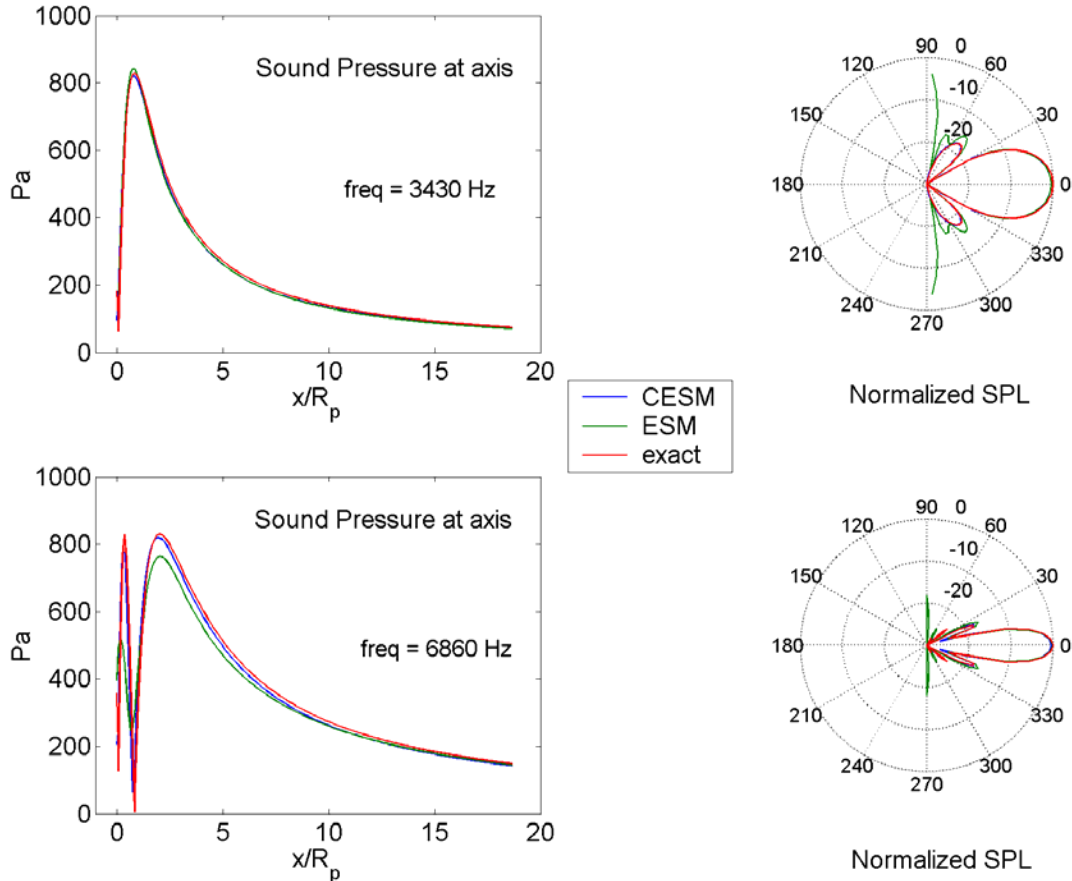 1000
800
600
400
200
0
Pa
Sound Pressure at axis
freq = 3430 Hz
0 5 10 15 20
x/R_p
90 0
120 60
-10
150 -20 30
180 0
210 330
240 300
270
Normalized SPL
CESM
ESM
exact
1000
800
600
400
200
0
Pa
Sound Pressure at axis
freq = 6860 Hz
0 5 10 15 20
x/R_p
90 0
120 60
-10
150 -20 30
180 0
210 330
240 300
270
Normalized SPL